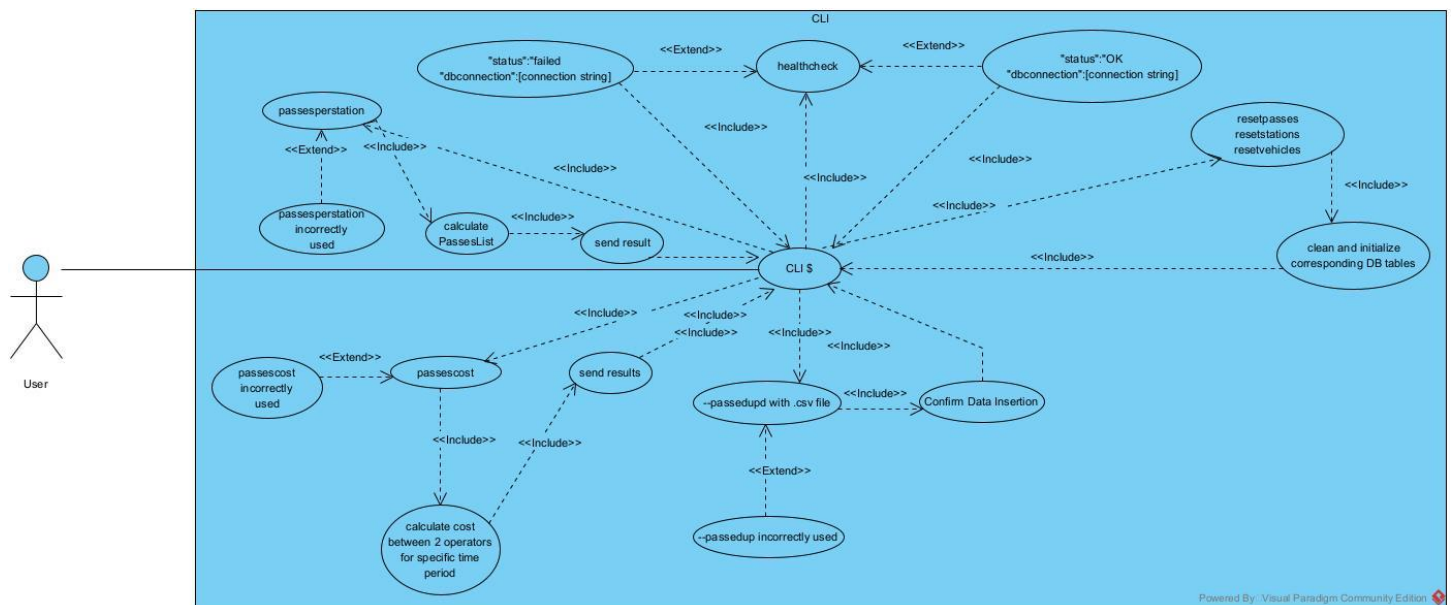 CLI
"status":"failed
"dbconnection":[connection string]
<<Extend>>
healthcheck
<<Extend>>
"status":"OK
"dbconnection":[connection string]
passesperstation
<<Extend>>
<<Include>>
<<Include>>
<<Include>>
<<Include>>
<<Include>>
resetpasses
resetstations
resetvehicles
<<Include>>
<<Include>>
passesperstation
incorrectly
used
calculate
PassesList
<<Include>>
send result
CLI $
<<Include>>
clean and initialize
corresponding DB tables
User
<<Include>>
<<Include>>
<<Include>>
<<Include>>
<<Include>>
passescost
incorrectly
used
<<Extend>>
passescost
send results
--passedupd with .csv file
<<Include>>
Confirm Data Insertion
<<Include>>
<<Include>>
<<Extend>>
calculate cost
between 2 operators
for specific time
period
--passedup incorrectly used
Powered By: Visual Paradigm Community Edition